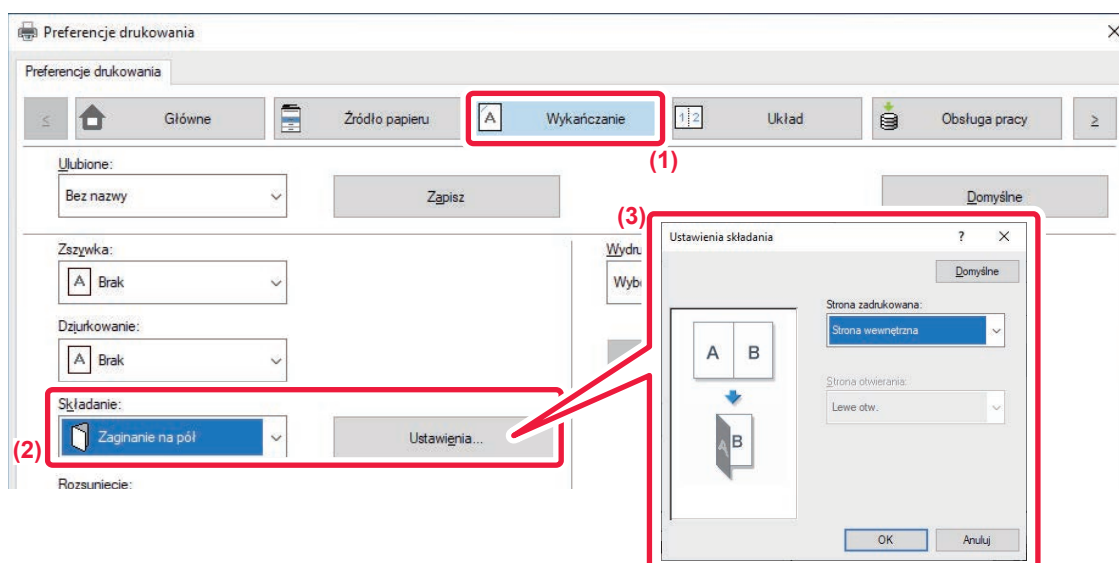 Preferencje drukowania
Preferencje drukowania
< Główne Źródło papieru A Wykańczanie 1 2 Układ Obsługa pracy >
(1)
Ulubione:
Bez nazwy Zapisz Domyślne
(3)
Zszywka:
A Brak
Dziurkowanie:
A Brak
Składanie:
(2) Zaginanie na pół Ustawienia...
Rozsunięcie:
Ustawienia składania ? ×
Domyślne
Strona zadrukowana:
Strona wewnętrzna
A B
Strona otwierania:
Lewe otw.
A B
OK Anuluj